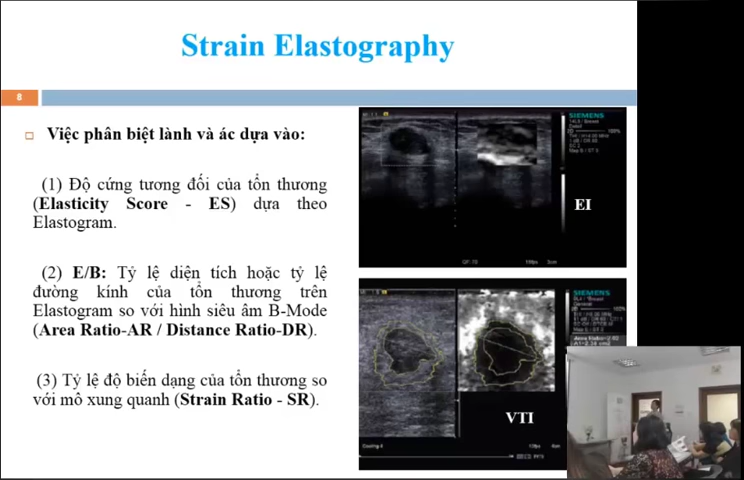 Strain Elastography
8
Việc phân biệt lành và ác dựa vào:
(1) Độ cứng tương đối của tổn thương
(Elasticity Score - ES) dựa theo
Elastogram.
(2) E/B: Tỷ lệ diện tích hoặc tỷ lệ
đường kính của tổn thương trên
Elastogram so với hình siêu âm B-Mode
(Area Ratio-AR / Distance Ratio-DR).
(3) Tỷ lệ độ biến dạng của tổn thương so
với mô xung quanh (Strain Ratio - SR).
SIEMENS
EI
SIEMENS
VTI